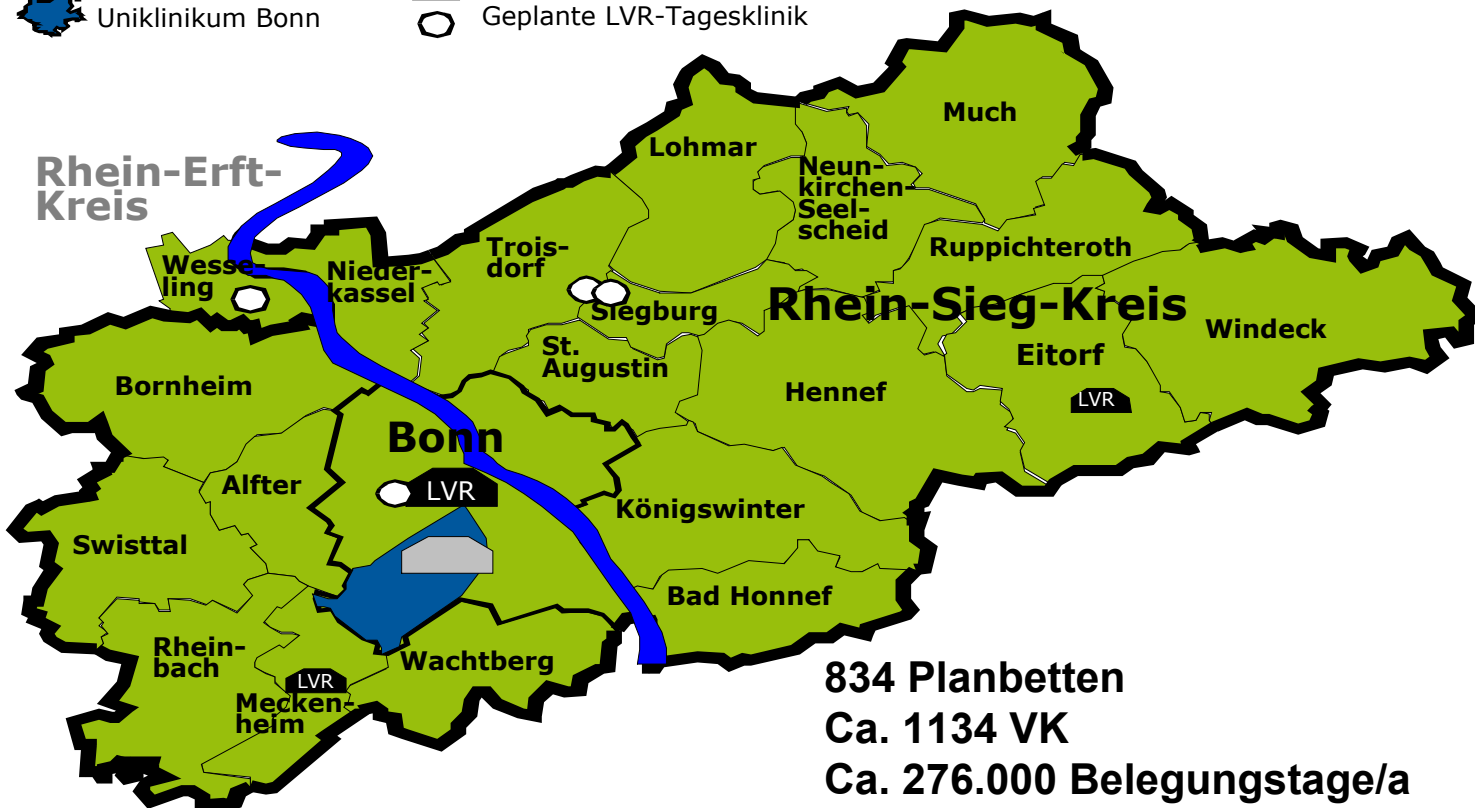 Uniklinikum Bonn
Geplante LVR-Tagesklinik
Much
Lohmar
Rhein-Erft-
Kreis
Neun-
kirchen-
Seel-
scheid
Trois-
dorf
Ruppichteroth
Wesse-
ling
Nieder-
kassel
Siegburg
Rhein-Sieg-Kreis
Windeck
St.
Augustin
Eitorf
Bornheim
Hennef
LVR
Bonn
Alfter
LVR
Königswinter
Swisttal
Bad Honnef
Rhein-
bach
Wachtberg
LVR
Mecken-
heim
834 Planbetten
Ca. 1134 VK
Ca. 276.000 Belegungstage/a